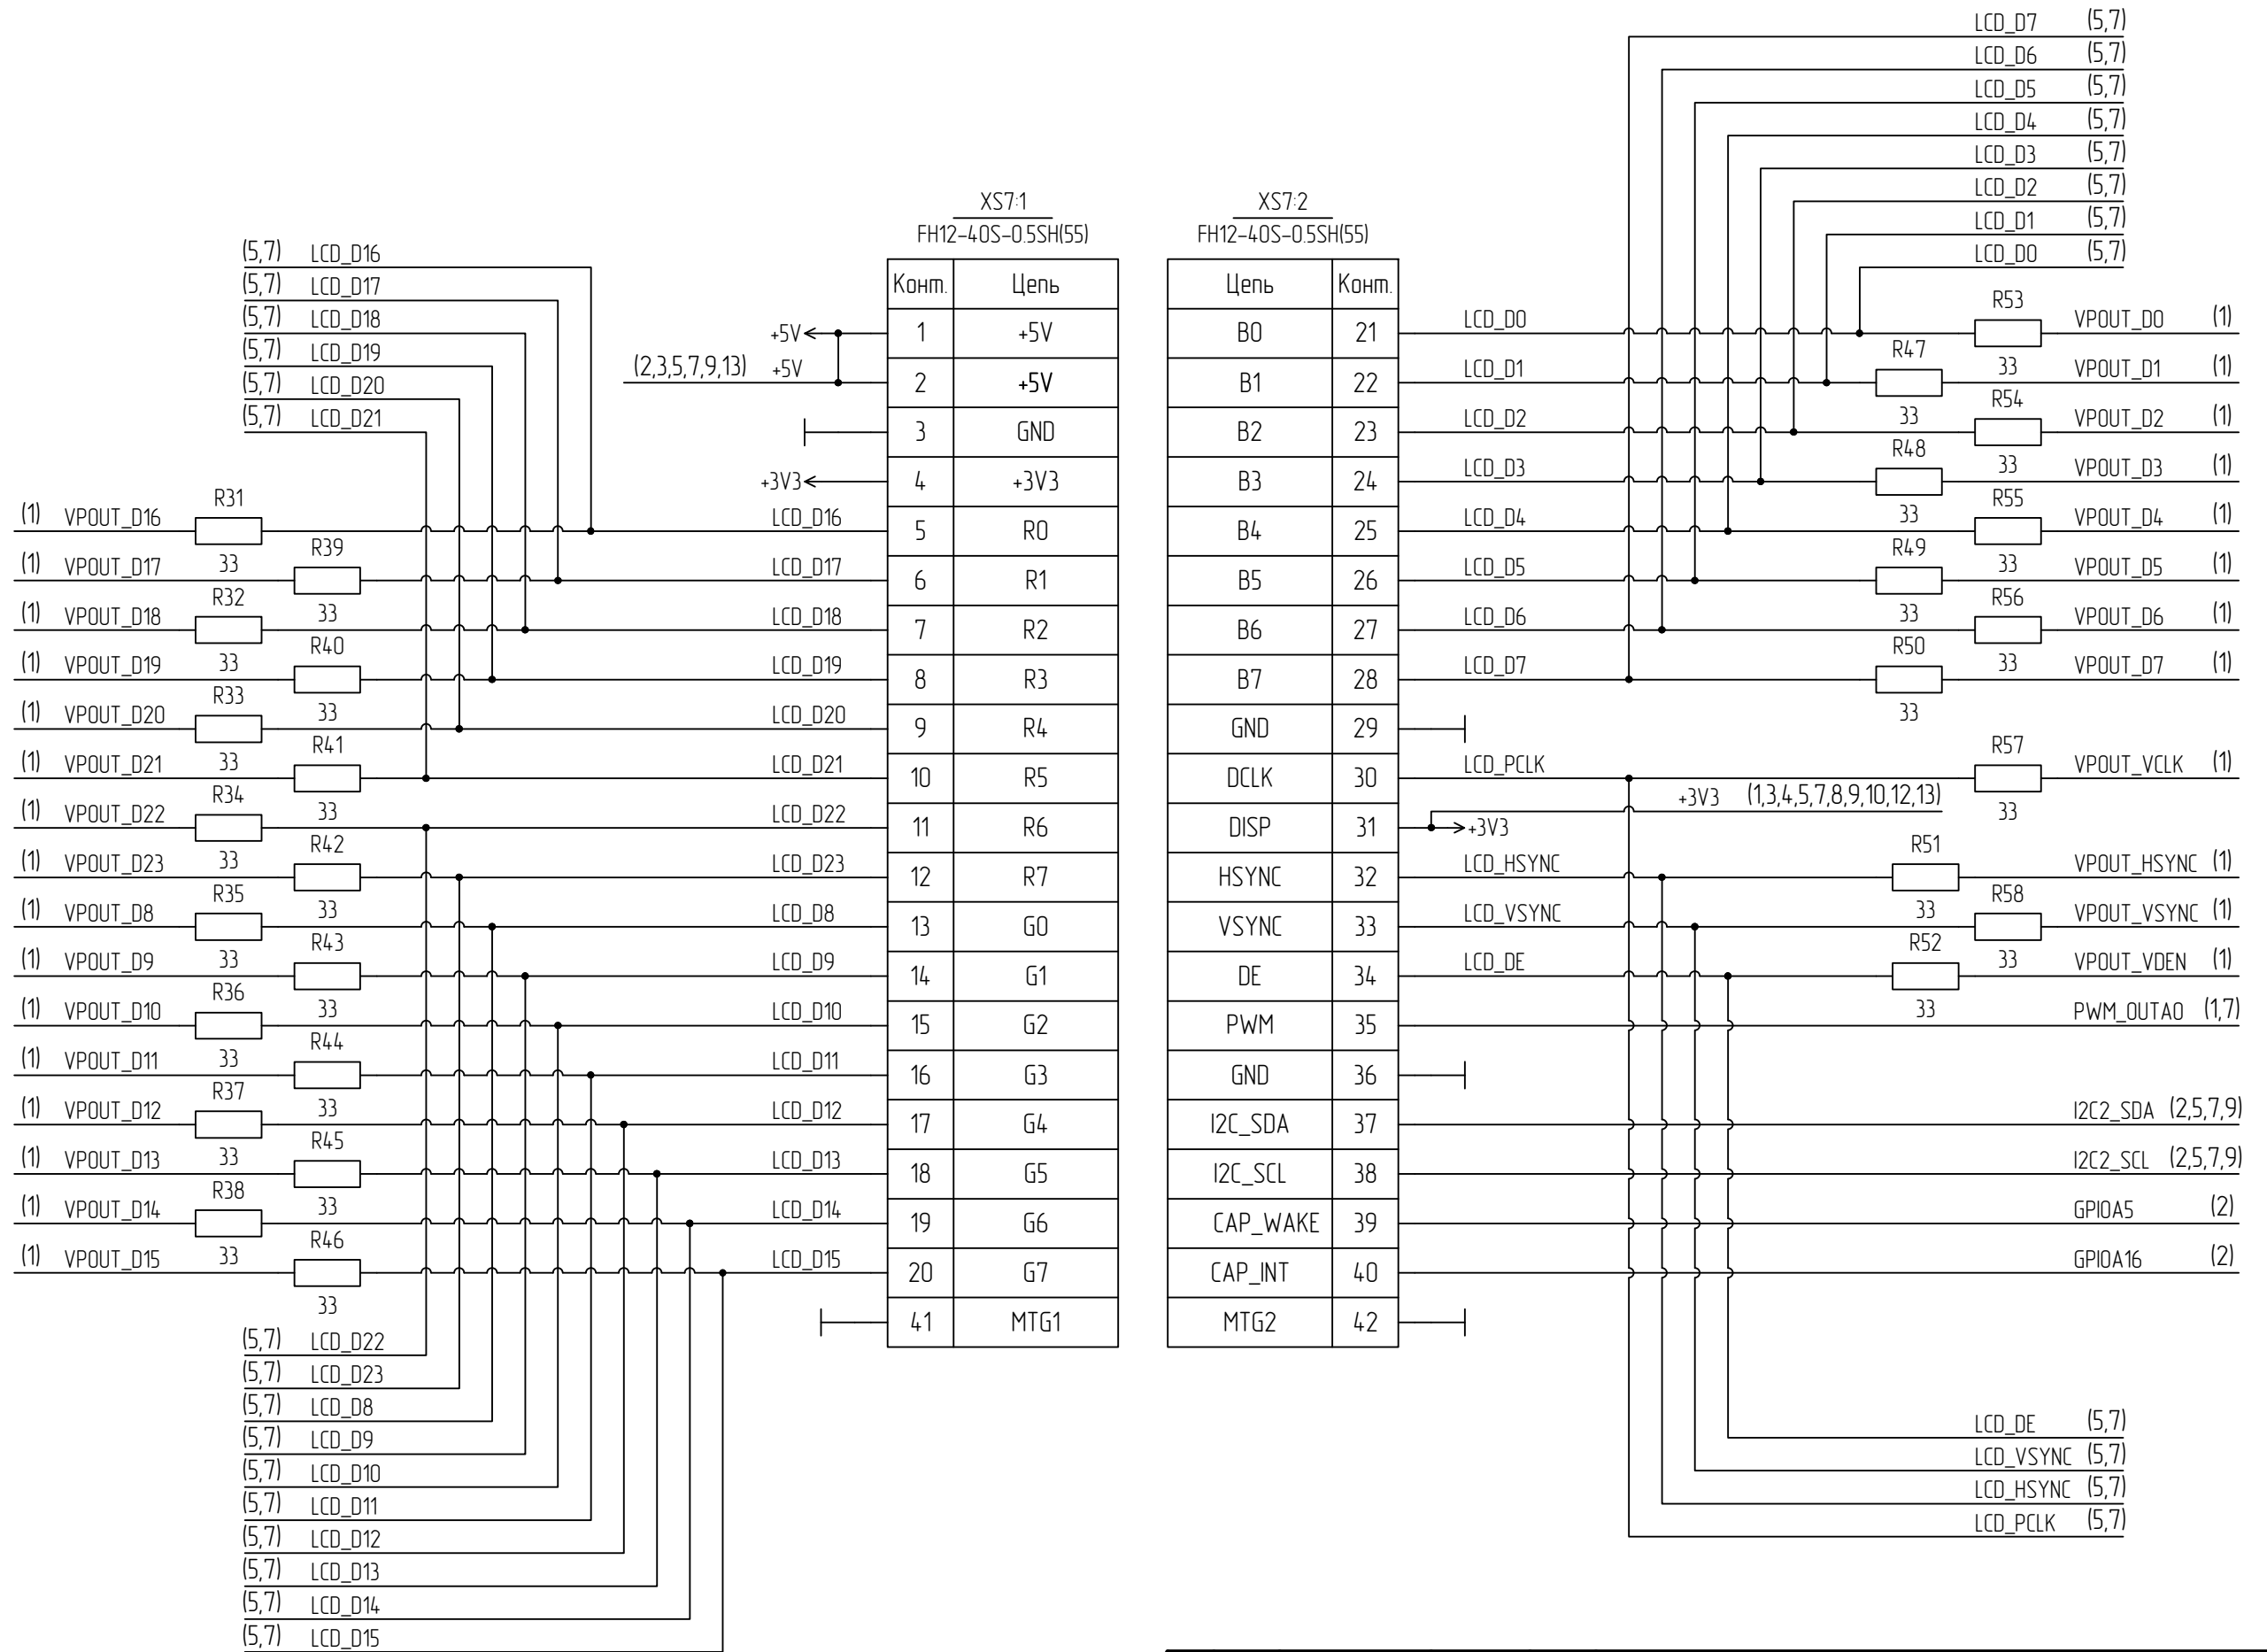 LCD_D7 (5,7)
LCD_D6 (5,7)
LCD_D5 (5,7)
LCD_D4 (5,7)
LCD_D3 (5,7)
LCD_D2 (5,7)
LCD_D1 (5,7)
LCD_D0 (5,7)
XS7:1
FH12-40S-0.5SH(55)
XS7:2
FH12-40S-0.5SH(55)
(5,7) LCD_D16
(5,7) LCD_D17
(5,7) LCD_D18
(5,7) LCD_D19
(5,7) LCD_D20
(5,7) LCD_D21
Конт. Цепь
Цепь Конт.
+5V 1 +5V
(2,3,5,7,9,13) +5V 2 +5V
3 GND
+3V3 4 +3V3
(1) VPOUT_D16 R31 33 LCD_D16 5 R0
(1) VPOUT_D17 R39 33 LCD_D17 6 R1
(1) VPOUT_D18 R32 33 LCD_D18 7 R2
(1) VPOUT_D19 R40 33 LCD_D19 8 R3
(1) VPOUT_D20 R33 33 LCD_D20 9 R4
(1) VPOUT_D21 R41 33 LCD_D21 10 R5
(1) VPOUT_D22 R34 33 LCD_D22 11 R6
(1) VPOUT_D23 R42 33 LCD_D23 12 R7
(1) VPOUT_D8 R35 33 LCD_D8 13 G0
(1) VPOUT_D9 R43 33 LCD_D9 14 G1
(1) VPOUT_D10 R36 33 LCD_D10 15 G2
(1) VPOUT_D11 R44 33 LCD_D11 16 G3
(1) VPOUT_D12 R37 33 LCD_D12 17 G4
(1) VPOUT_D13 R45 33 LCD_D13 18 G5
(1) VPOUT_D14 R38 33 LCD_D14 19 G6
(1) VPOUT_D15 R46 33 LCD_D15 20 G7
41 MTG1
B0 21 LCD_D0 R53 33 VPOUT_D0 (1)
B1 22 LCD_D1 R47 33 VPOUT_D1 (1)
B2 23 LCD_D2 R54 33 VPOUT_D2 (1)
B3 24 LCD_D3 R48 33 VPOUT_D3 (1)
B4 25 LCD_D4 R55 33 VPOUT_D4 (1)
B5 26 LCD_D5 R49 33 VPOUT_D5 (1)
B6 27 LCD_D6 R56 33 VPOUT_D6 (1)
B7 28 LCD_D7 R50 33 VPOUT_D7 (1)
GND 29
DCLK 30 LCD_PCLK R57 33 VPOUT_VCLK (1)
+3V3 (1,3,4,5,7,8,9,10,12,13)
DISP 31 +3V3
HSYNC 32 LCD_HSYNC R51 33 VPOUT_HSYNC (1)
VSYNC 33 LCD_VSYNC R58 33 VPOUT_VSYNC (1)
DE 34 LCD_DE R52 33 VPOUT_VDEN (1)
PWM 35 PWM_OUTA0 (1,7)
GND 36
I2C_SDA 37 I2C2_SDA (2,5,7,9)
I2C_SCL 38 I2C2_SCL (2,5,7,9)
CAP_WAKE 39 GPIOA5 (2)
CAP_INT 40 GPIOA16 (2)
MTG2 42
(5,7) LCD_D22
(5,7) LCD_D23
(5,7) LCD_D8
(5,7) LCD_D9
(5,7) LCD_D10
(5,7) LCD_D11
(5,7) LCD_D12
(5,7) LCD_D13
(5,7) LCD_D14
(5,7) LCD_D15
LCD_DE (5,7)
LCD_VSYNC (5,7)
LCD_HSYNC (5,7)
LCD_PCLK (5,7)